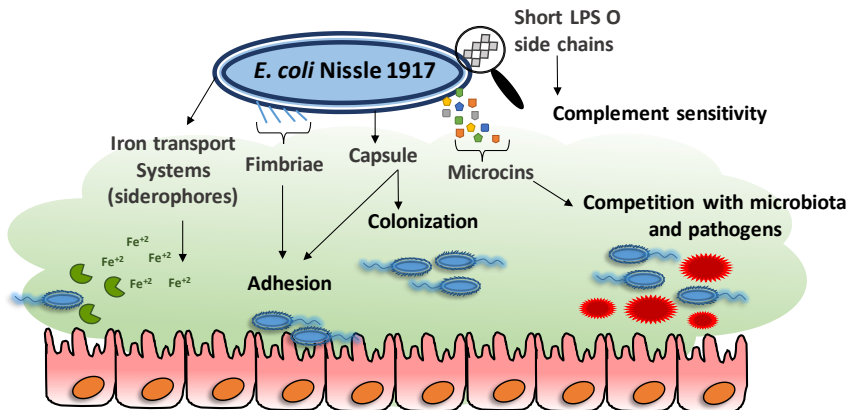 Short LPS O
side chains
E. coli Nissle 1917
Complement sensitivity
Iron transport
Systems
(siderophores)
Fimbriae
Capsule
Microcins
Colonization
Competition with microbiota
and pathogens
Adhesion
Fe+2
Fe+2
Fe+2
Fe+2
Fe+2
Fe+2